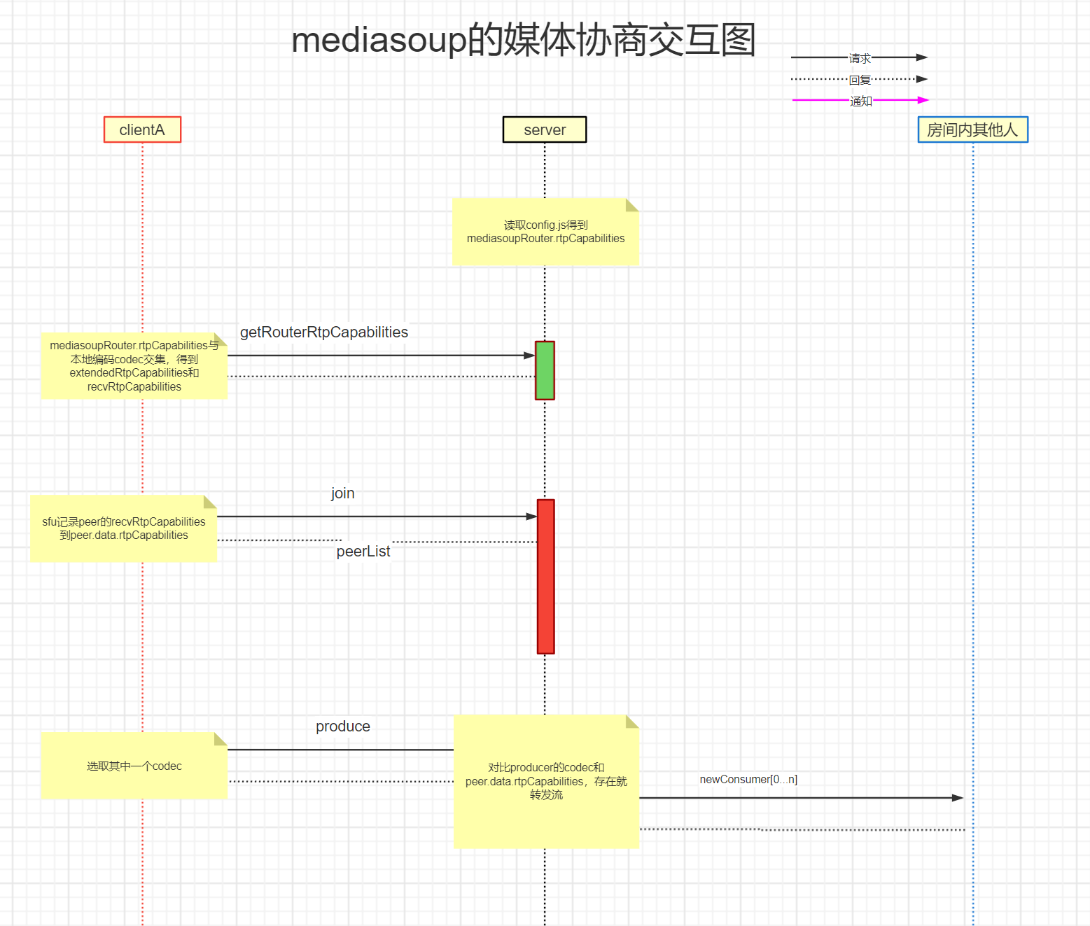 mediasoup的媒体协商交互图
请求
回复
通知
clientA
server
房间内其他人
读取config.js得到
mediasoupRouter.rtpCapabilities
getRouterRtpCapabilities
mediasoupRouter.rtpCapabilities与
本地编码codec交集，得到
extendedRtpCapabilities和
recvRtpCapabilities
join
sfu记录peer的recvRtpCapabilities
到peer.data.rtpCapabilities
peerList
produce
选取其中一个codec
对比producer的codec和
peer.data.rtpCapabilities，存在就
转发流
newConsumer[0...n]